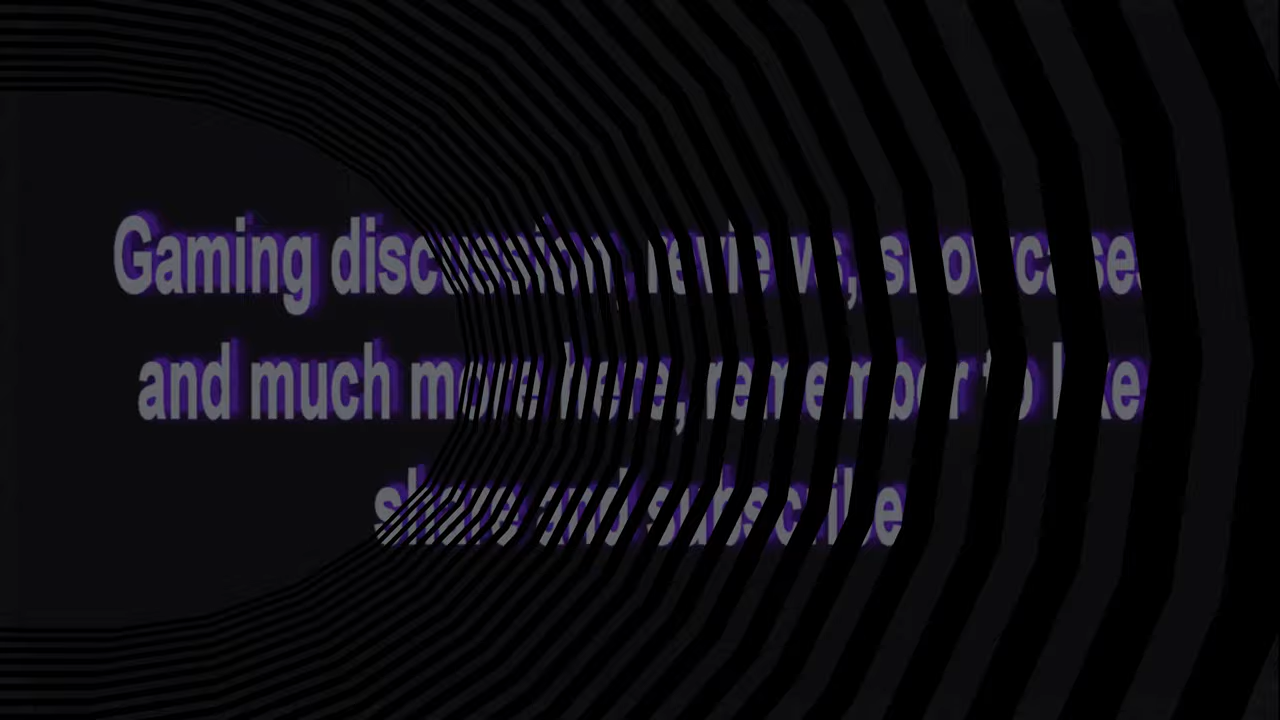 Gaming discussion, reviews, showcases
and much more here, remember to like
share and subscribe